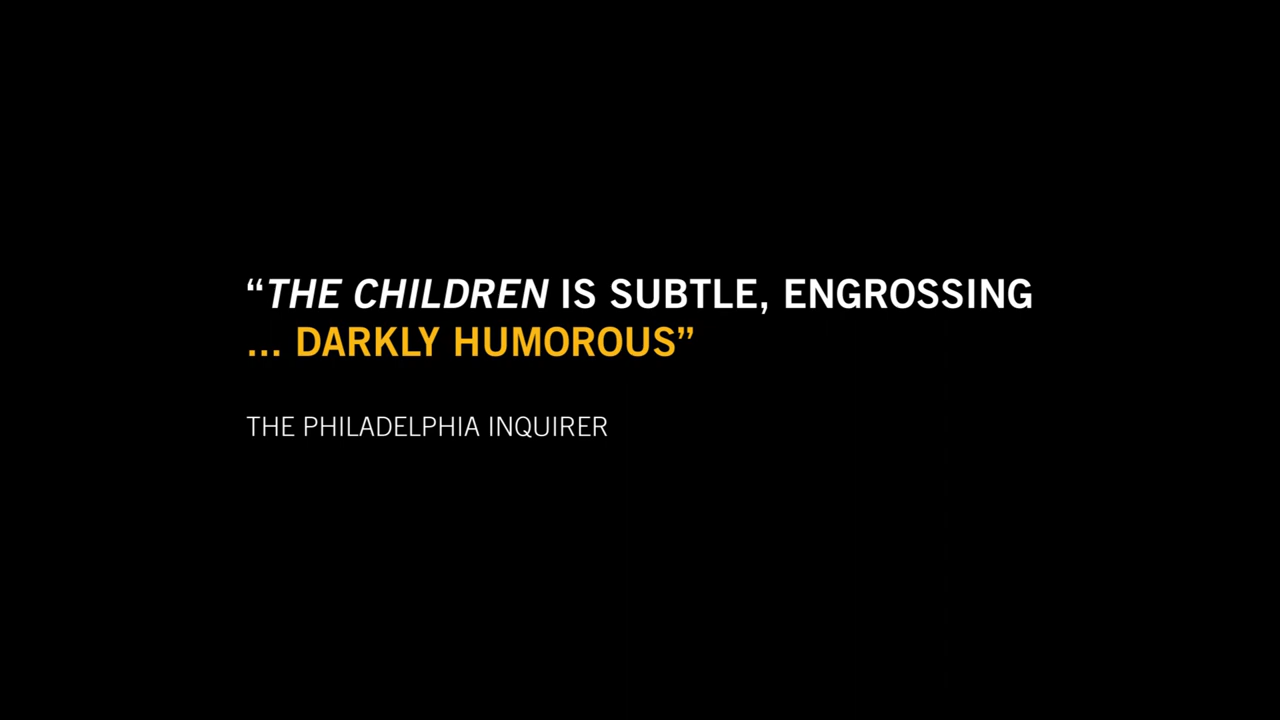 “THE CHILDREN IS SUBTLE, ENGROSSING
... DARKLY HUMOROUS”
THE PHILADELPHIA INQUIRER